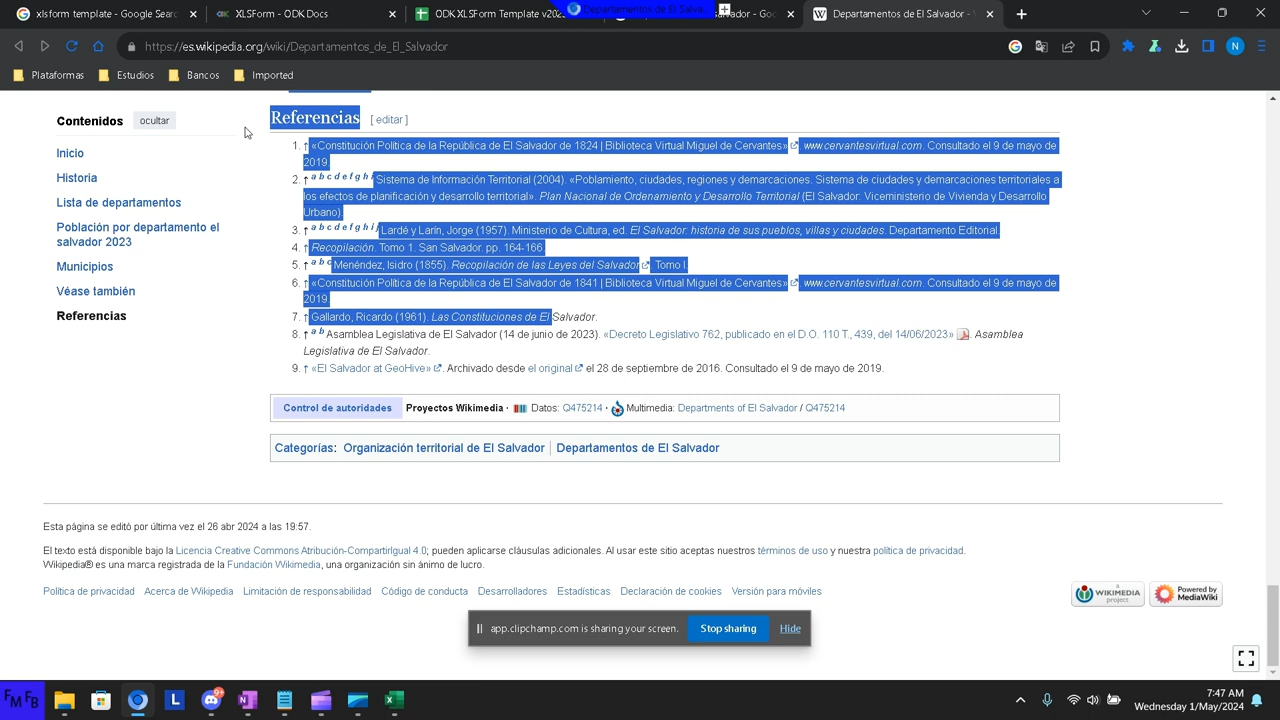 xlsform template - Google Searc
XLSForm - ODK Docs
ODK XLSForm Template v202
Departamentos de El Salva...
Departamentos de El Salvador -
https://es.wikipedia.org/wiki/Departamentos_de_El_Salvador
N
Plataformas
Estudios
Bancos
Imported
Contenidos
ocultar
Inicio
Historia
Lista de departamentos
Población por departamento el
salvador 2023
Municipios
Véase también
Referencias
Referencias [ editar ]
1. ↑ «Constitución Política de la República de El Salvador de 1824 | Biblioteca Virtual Miguel de Cervantes» . www.cervantesvirtual.com. Consultado el 9 de mayo de
2019.
2. ↑ a b c d e f g h i Sistema de Información Territorial (2004). «Poblamiento, ciudades, regiones y demarcaciones. Sistema de ciudades y demarcaciones territoriales a
los efectos de planificación y desarrollo territorial». Plan Nacional de Ordenamiento y Desarrollo Territorial (El Salvador: Viceministerio de Vivienda y Desarrollo
Urbano).
3. ↑ a b c d e f g h i j Lardé y Larín, Jorge (1957). Ministerio de Cultura, ed. El Salvador: historia de sus pueblos, villas y ciudades. Departamento Editorial.
4. ↑ Recopilación. Tomo 1. San Salvador. pp. 164-166.
5. ↑ a b c Menéndez, Isidro (1855). Recopilación de las Leyes del Salvador . Tomo I.
6. ↑ «Constitución Política de la República de El Salvador de 1841 | Biblioteca Virtual Miguel de Cervantes» . www.cervantesvirtual.com. Consultado el 9 de mayo de
2019.
7. ↑ Gallardo, Ricardo (1961). Las Constituciones de El Salvador.
8. ↑ a b Asamblea Legislativa de El Salvador (14 de junio de 2023). «Decreto Legislativo 762, publicado en el D.O. 110 T., 439, del 14/06/2023» . Asamblea
Legislativa de El Salvador.
9. ↑ «El Salvador at GeoHive» . Archivado desde el original el 28 de septiembre de 2016. Consultado el 9 de mayo de 2019.
Control de autoridades Proyectos Wikimedia · Datos: Q475214 · Multimedia: Departments of El Salvador / Q475214
Categorías: Organización territorial de El Salvador | Departamentos de El Salvador
Esta página se editó por última vez el 26 abr 2024 a las 19:57.
El texto está disponible bajo la Licencia Creative Commons Atribución-CompartirIgual 4.0; pueden aplicarse cláusulas adicionales. Al usar este sitio aceptas nuestros términos de uso y nuestra política de privacidad.
Wikipedia® es una marca registrada de la Fundación Wikimedia, una organización sin ánimo de lucro.
Política de privacidad Acerca de Wikipedia Limitación de responsabilidad Código de conducta Desarrolladores Estadísticas Declaración de cookies Versión para móviles
a WIKIMEDIA project
Powered by MediaWiki
|| app.clipchamp.com is sharing your screen. Stop sharing Hide
FM FB
L
9+
7:47 AM
Wednesday 1/May/2024